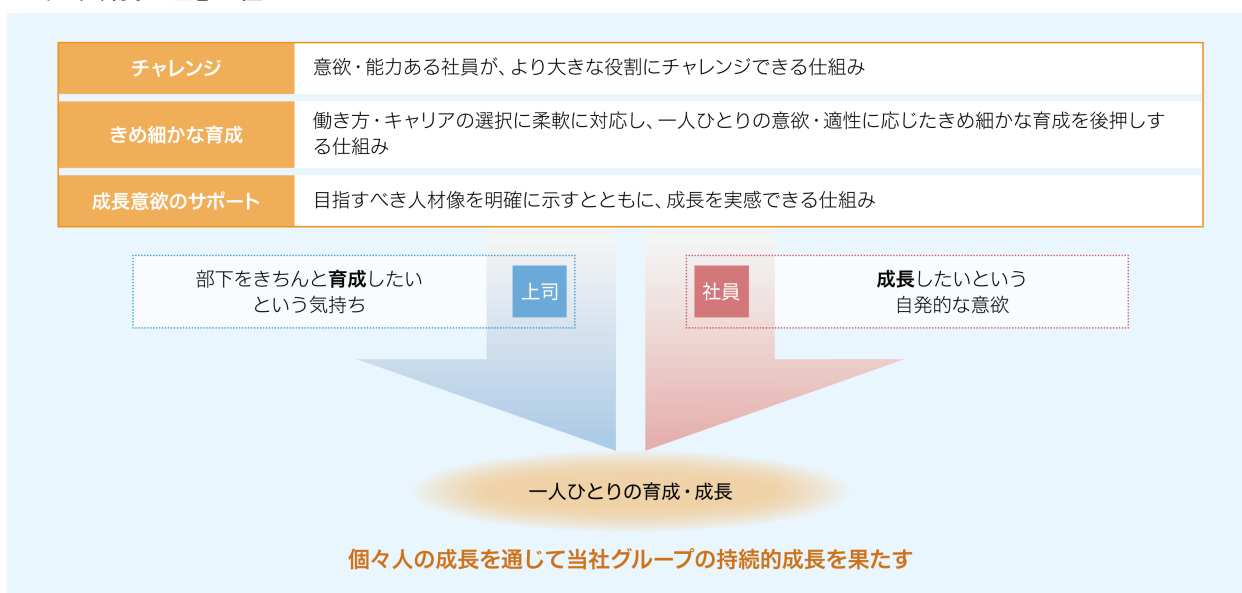 チャレンジ
意欲・能力ある社員が、より大きな役割にチャレンジできる仕組み
きめ細かな育成
働き方・キャリアの選択に柔軟に対応し、一人ひとりの意欲・適性に応じたきめ細かな育成を後押しす
る仕組み
成長意欲のサポート
目指すべき人材像を明確に示すとともに、成長を実感できる仕組み
部下をきちんと育成したい
という気持ち
上司
社員
成長したいという
自発的な意欲
一人ひとりの育成・成長
個々人の成長を通じて当社グループの持続的成長を果たす